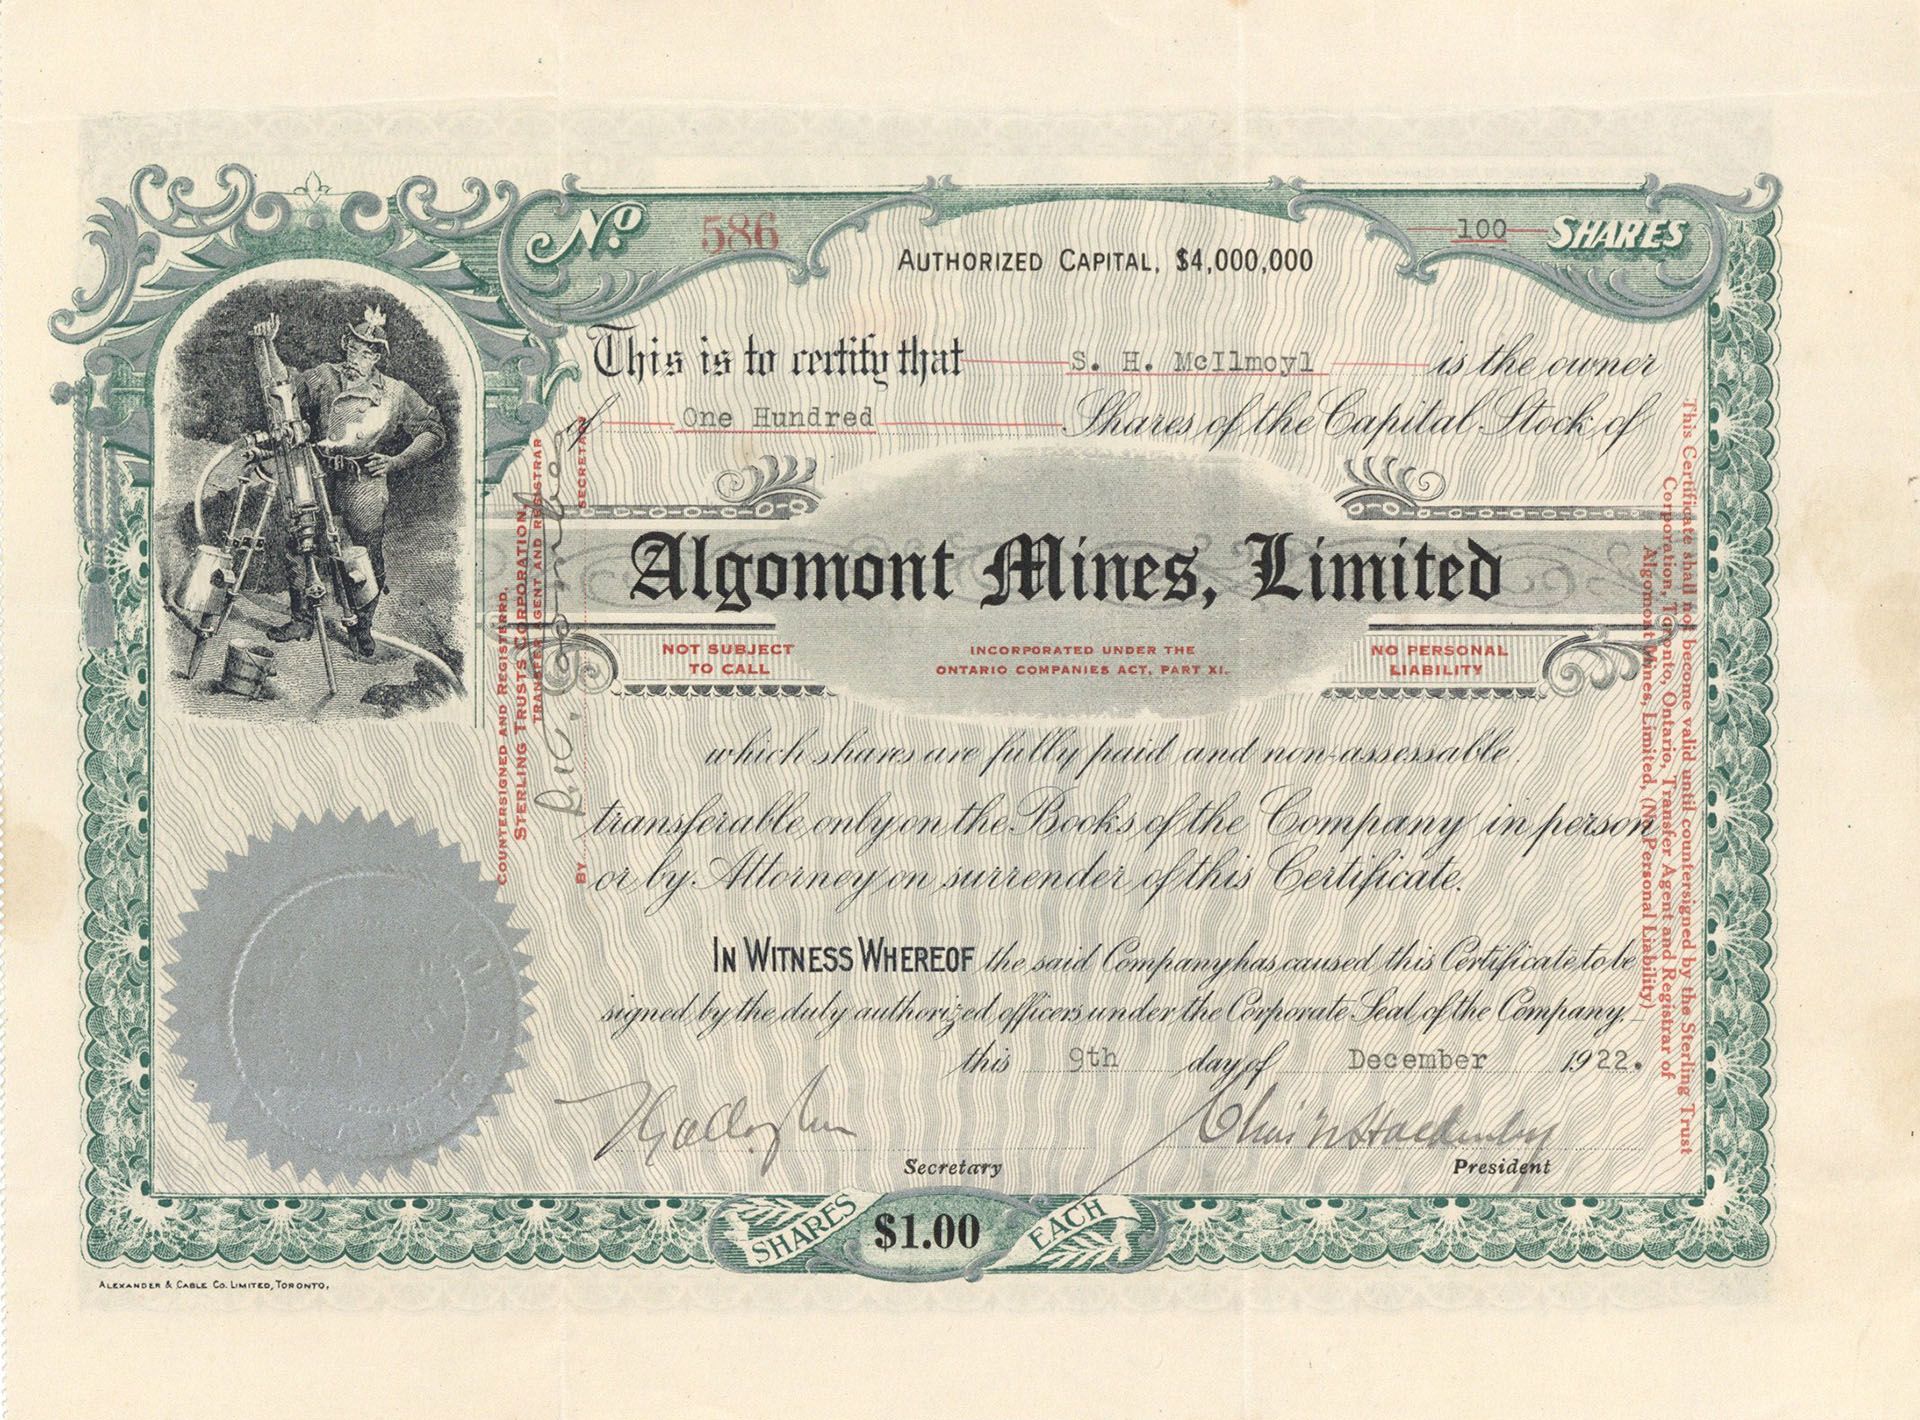 No. 586
100 SHARES
AUTHORIZED CAPITAL, $4,000,000
This is to certify that S. H. McIlmoyl is the owner
of One Hundred Shares of the Capital Stock of
Algomont Mines, Limited
NOT SUBJECT
TO CALL
INCORPORATED UNDER THE
ONTARIO COMPANIES ACT, PART XI.
NO PERSONAL
LIABILITY
which shares are fully paid and non-assessable
transferable only on the Books of the Company in person
or by Attorney on surrender of this Certificate.
IN WITNESS WHEREOF the said Company has caused this Certificate to be
signed by the duly authorized officers under the Corporate Seal of the Company.
this 9th day of December 1922.
Secretary
President
SHARES $1.00 EACH
ALEXANDER & CABLE CO. LIMITED, TORONTO.
COUNTERSIGNED AND REGISTERD,
STERLING TRUSTS CORPORATION,
TRANSFER AGENT AND REGISTRAR
BY
SECRETARY
This Certificate shall not become valid until countersigned by the Sterling Trust
Corporation, Toronto, Ontario, Transfer Agent and Registrar of
Algomont Mines, Limited, (No Personal Liability)